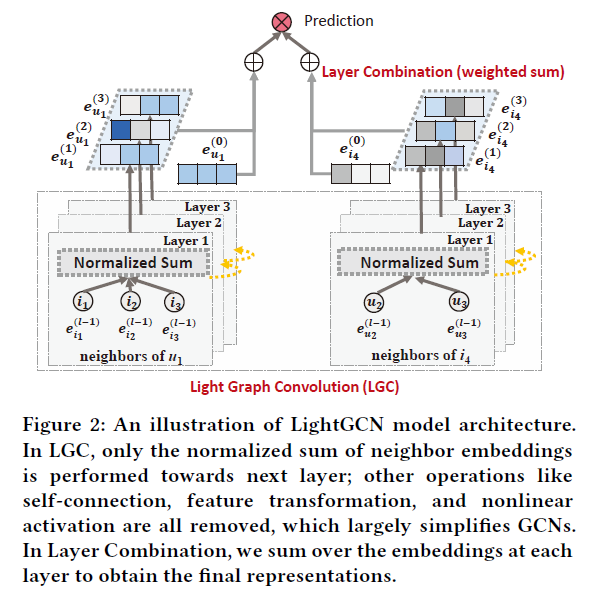 Prediction
Layer Combination (weighted sum)
e_{u_1}^{(3)}
e_{u_1}^{(2)}
e_{u_1}^{(1)}
e_{u_1}^{(0)}
e_{i_4}^{(0)}
e_{i_4}^{(3)}
e_{i_4}^{(2)}
e_{i_4}^{(1)}
Layer 3
Layer 2
Layer 1
Normalized Sum
i_1 i_2 i_3
e_{i_1}^{(l-1)} e_{i_2}^{(l-1)} e_{i_3}^{(l-1)}
neighbors of u_1
Layer 3
Layer 2
Layer 1
Normalized Sum
u_2 u_3
e_{u_2}^{(l-1)} e_{u_3}^{(l-1)}
neighbors of i_4
Light Graph Convolution (LGC)
Figure 2: An illustration of LightGCN model architecture.
In LGC, only the normalized sum of neighbor embeddings
is performed towards next layer; other operations like
self-connection, feature transformation, and nonlinear
activation are all removed, which largely simplifies GCNs.
In Layer Combination, we sum over the embeddings at each
layer to obtain the final representations.